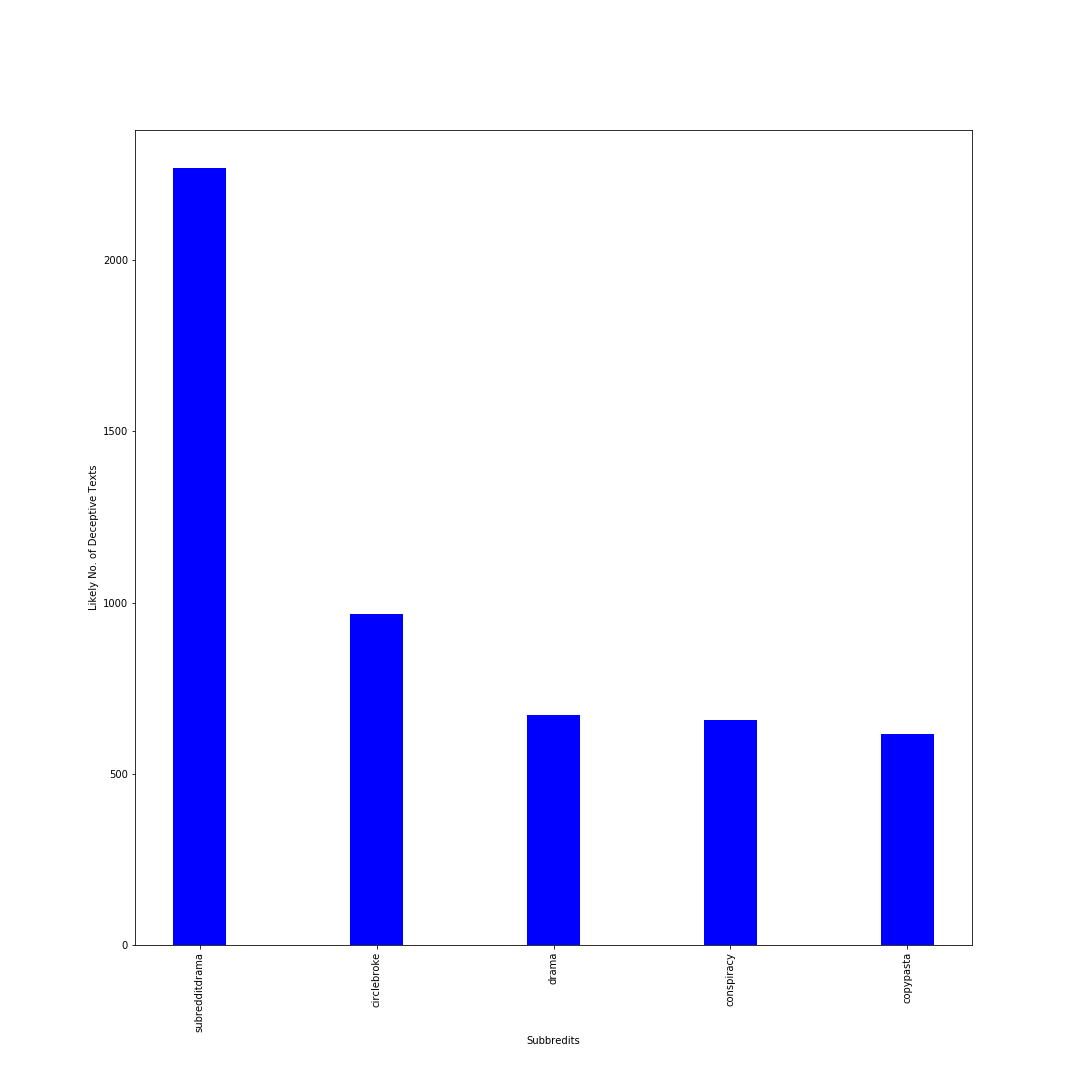 2000
1500
1000
500
0
Likely No. of Deceptive Texts
subredditdrama
circlebroke
drama
conspiracy
copypasta
Subbredits